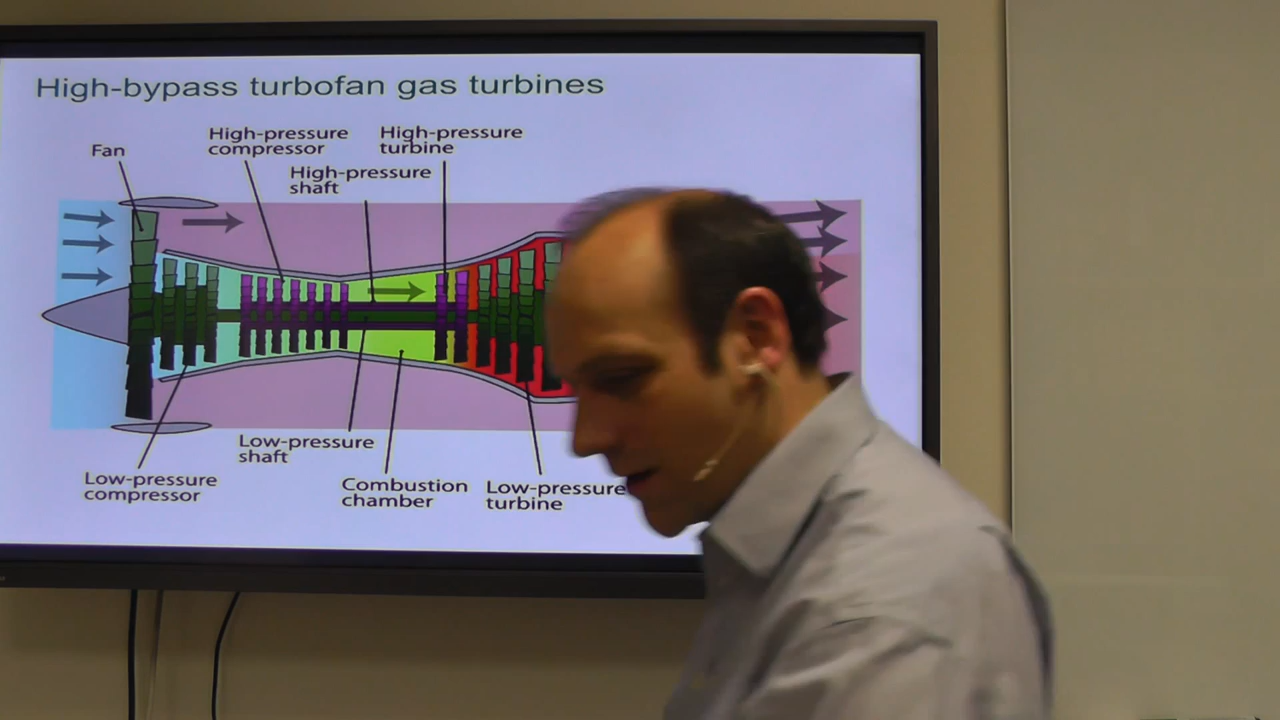 High-bypass turbofan gas turbines
Fan
High-pressure
compressor
High-pressure
turbine
High-pressure
shaft
Low-pressure
compressor
Low-pressure
shaft
Combustion
chamber
Low-pressure
turbine